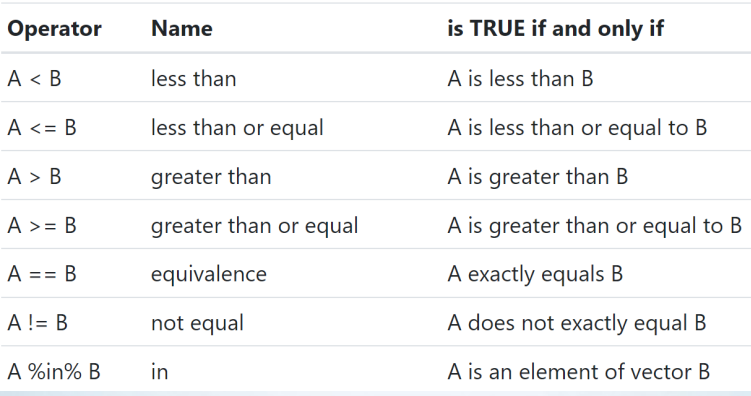 Operator Name is TRUE if and only if
A < B less than A is less than B
A <= B less than or equal A is less than or equal to B
A > B greater than A is greater than B
A >= B greater than or equal A is greater than or equal to B
A == B equivalence A exactly equals B
A != B not equal A does not exactly equal B
A %in% B in A is an element of vector B